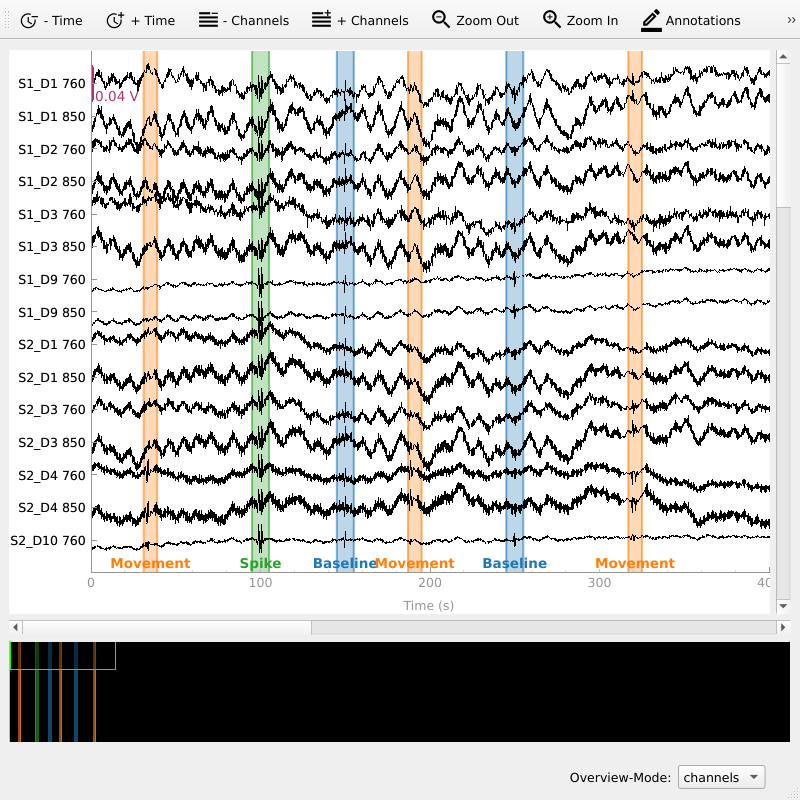 - Time + Time - Channels + Channels Zoom Out Zoom In Annotations »
S1_D1 760
0.04 V
S1_D1 850
S1_D2 760
S1_D2 850
S1_D3 760
S1_D3 850
S1_D9 760
S1_D9 850
S2_D1 760
S2_D1 850
S2_D3 760
S2_D3 850
S2_D4 760
S2_D4 850
S2_D10 760
Movement Spike Baseline Movement Baseline Movement
0 100 200 300 40
Time (s)
Overview-Mode: channels